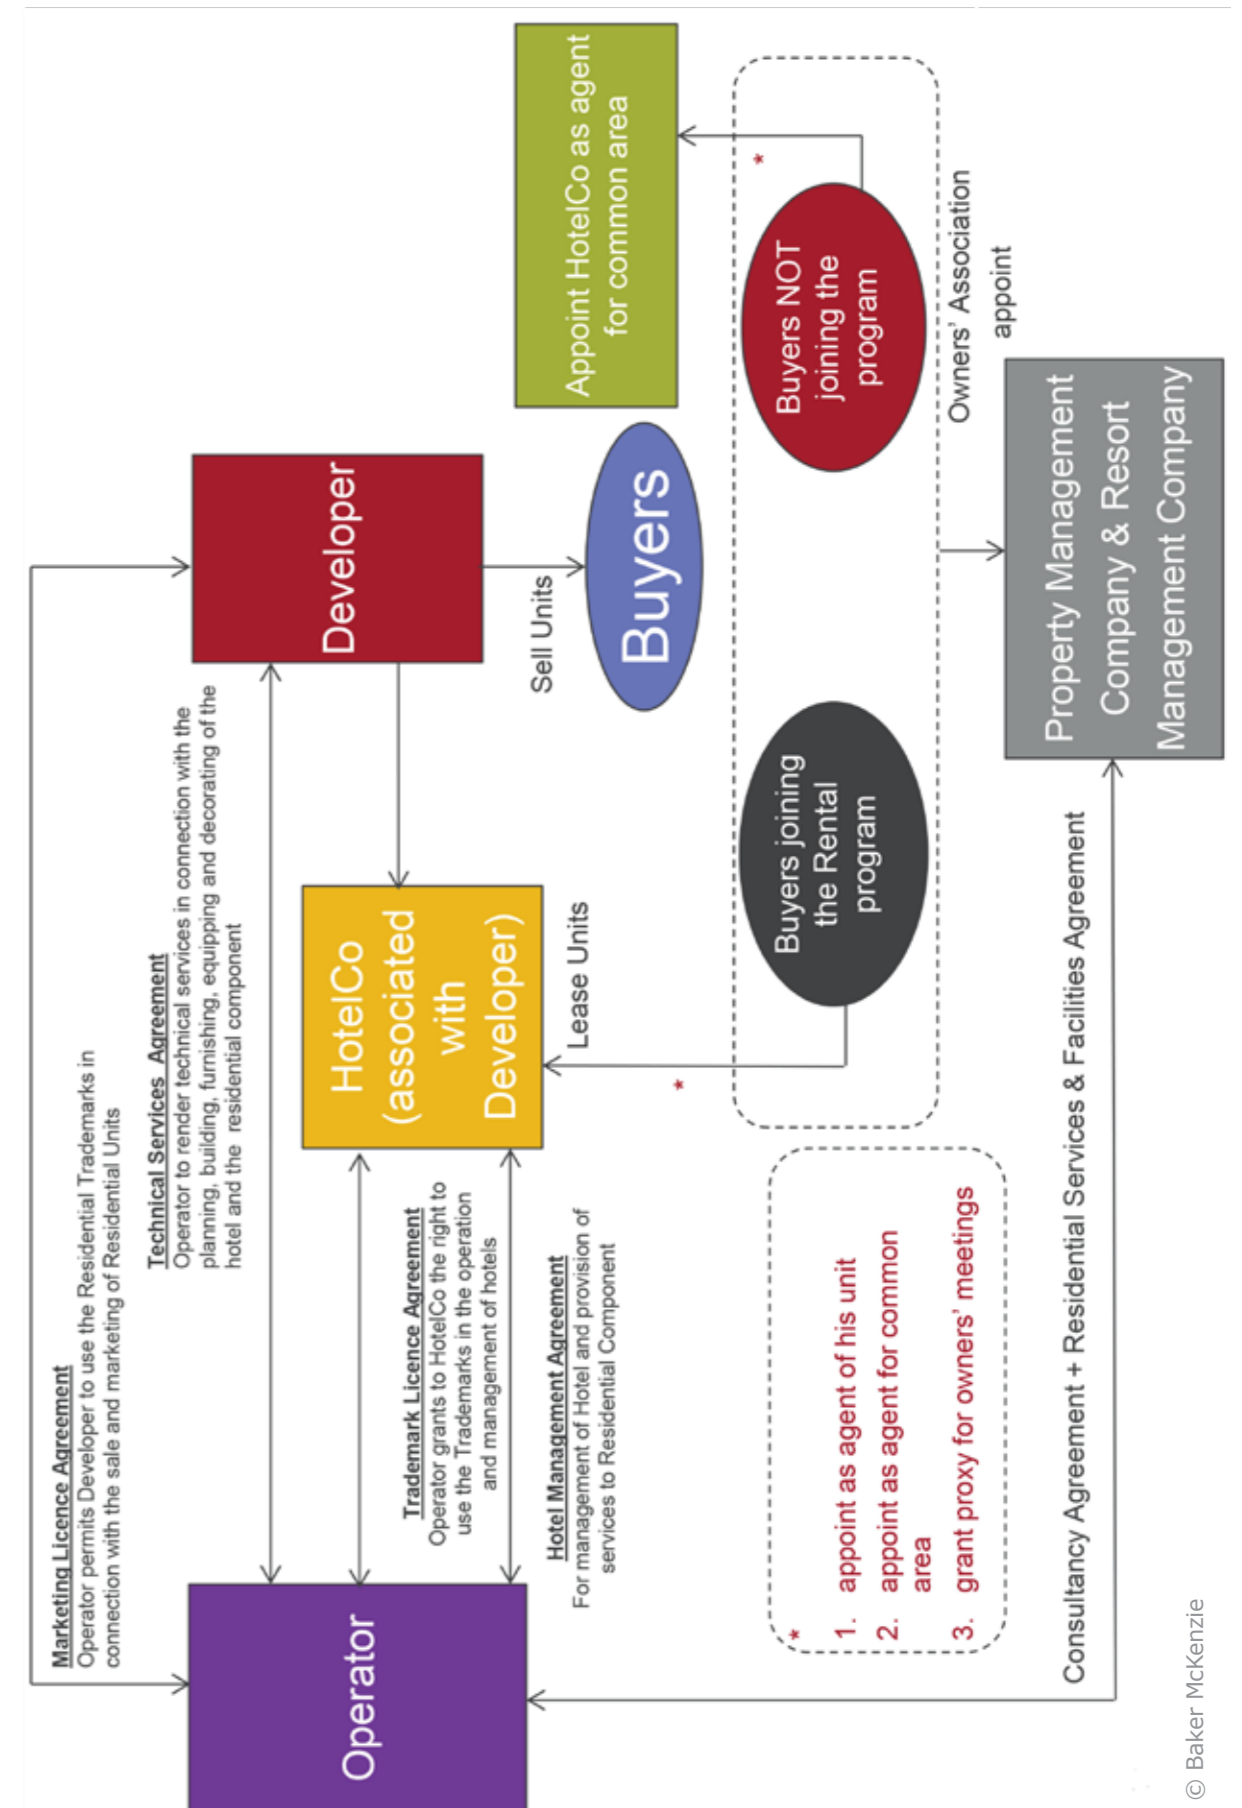 Marketing Licence Agreement
Operator permits Developer to use the Residential Trademarks in
connection with the sale and marketing of Residential Units
Technical Services Agreement
Operator to render technical services in connection with the
planning, building, furnishing, equipping and decorating of the
hotel and the residential component
Operator
Trademark Licence Agreement
Operator grants to HotelCo the right to
use the Trademarks in the operation
and management of hotels
Hotel Management Agreement
For management of Hotel and provision of
services to Residential Component
HotelCo
(associated
with
Developer)
Developer
Sell Units
Lease Units
Buyers
Appoint HotelCo as agent
for common area
*
*
Buyers joining
the Rental
program
Buyers NOT
joining the
program
*
1. appoint as agent of his unit
2. appoint as agent for common
area
3. grant proxy for owners' meetings
Owners' Association
appoint
Property Management
Company & Resort
Management Company
Consultancy Agreement + Residential Services & Facilities Agreement
© Baker McKenzie